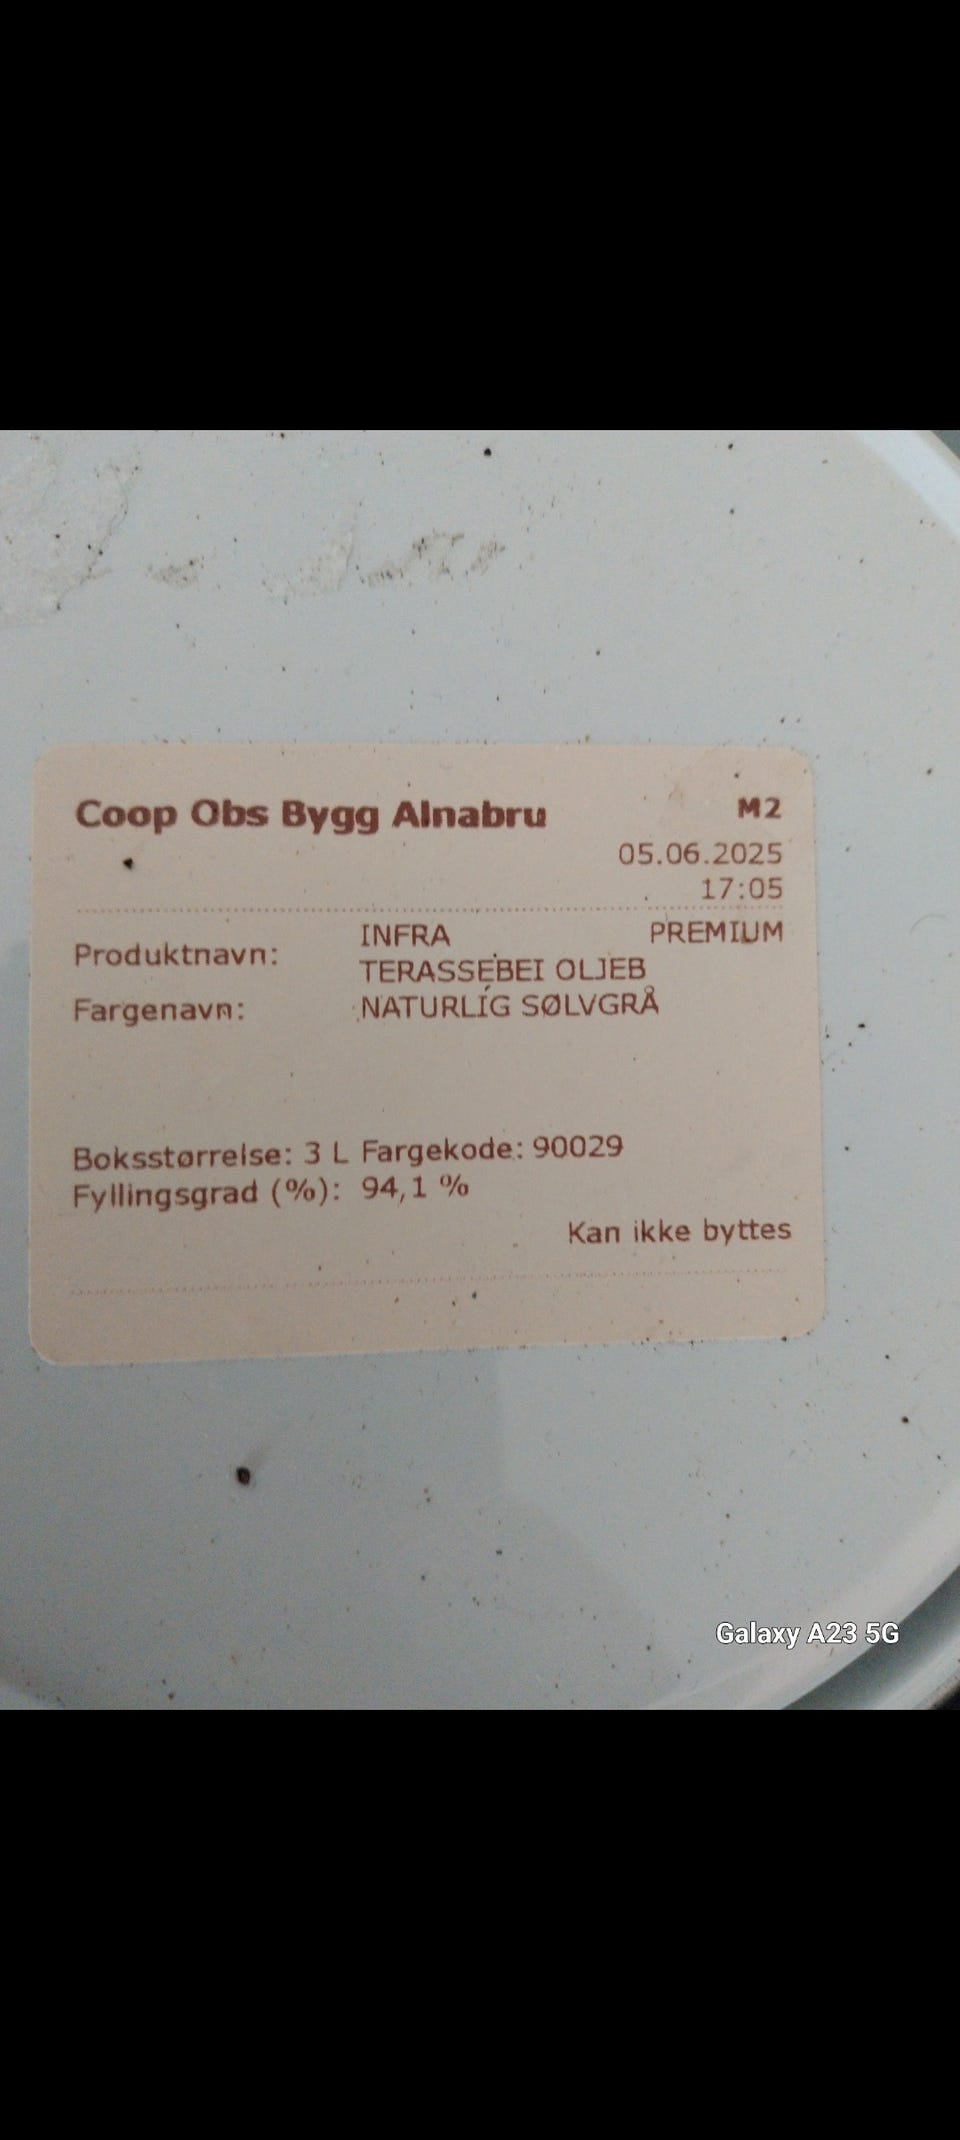 Coop Obs Bygg Alnabru M2
05.06.2025
17:05
Produktnavn: INFRA PREMIUM
TERASSEBEI OLJEB
Fargenavn: NATURLIG SØLVGRÅ
Boksstørrelse: 3 L Fargekode: 90029
Fyllingsgrad (%): 94,1 %
Kan ikke byttes
Galaxy A23 5G